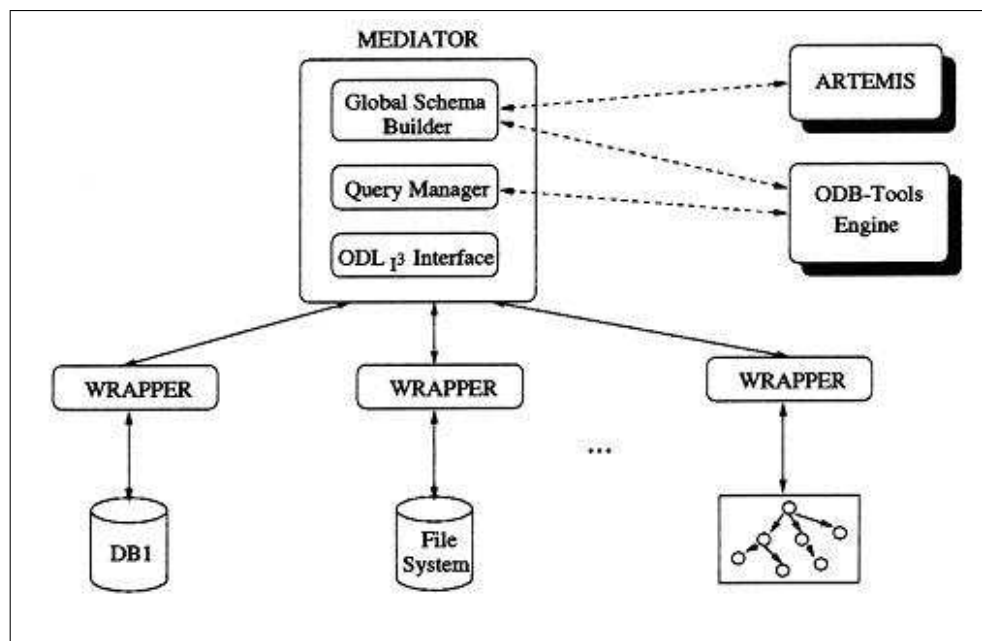 MEDIATOR
Global Schema
Builder
Query Manager
ODL I3 Interface
ARTEMIS
ODB-Tools
Engine
WRAPPER
WRAPPER
WRAPPER
...
DB1
File
System